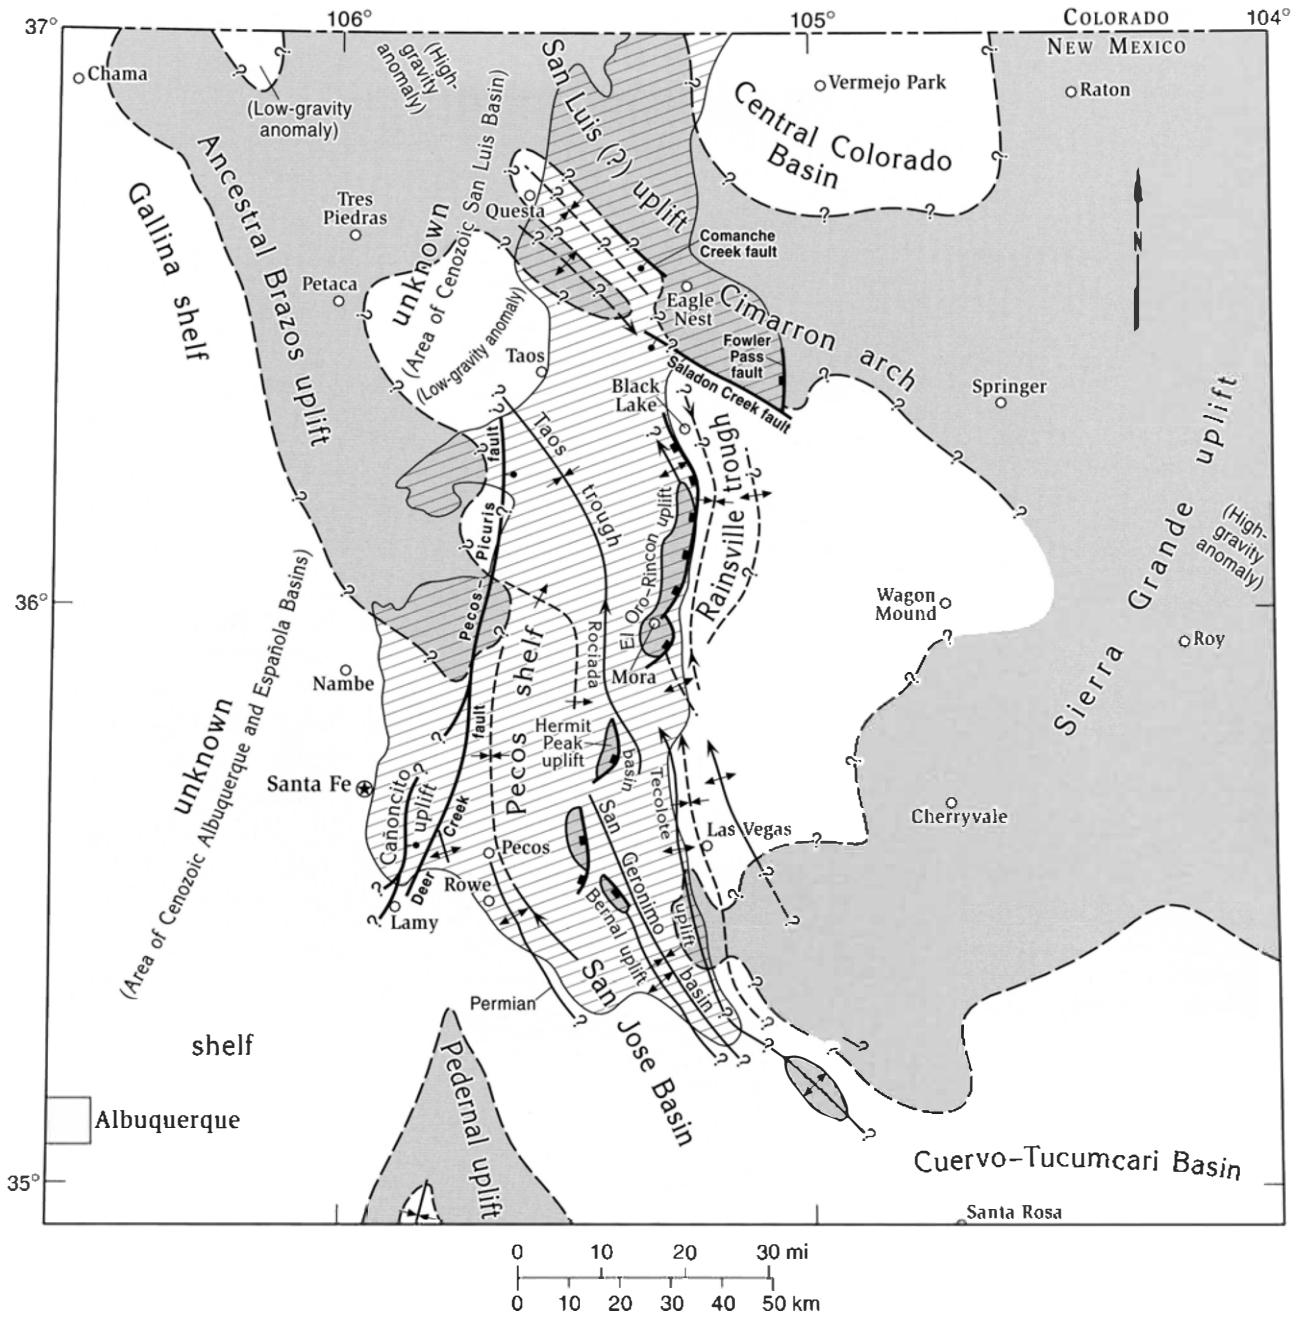 37°
106°
105°
COLORADO
104°
NEW MEXICO
Chama
(Low-gravity
anomaly)
(High-
gravity
anomaly)
San Luis (?) uplift
Vermejo Park
Raton
Central Colorado
Basin
Ancestral Brazos uplift
Gallina shelf
Tres
Piedras
Petaca
unknown
(Area of Cenozoic San Luis Basin)
(Low-gravity anomaly)
Questa
Comanche
Creek fault
N
Eagle
Nest
Cimarron arch
Fowler
Pass
fault
Saladon Creek fault
Taos
Black
Lake
Springer
Sierra Grande uplift
(High-
gravity
anomaly)
Taos trough
Rainsville trough
El Oro-Rincon uplift
Pecos-Picuris fault
36°
Wagon
Mound
Roy
Pecos shelf
Rociada basin
Mora
Nambe
unknown
(Area of Cenozoic Albuquerque and Española Basins)
Hermit
Peak
uplift
fault
Santa Fe
Cañoncito
uplift
Deer Creek
Tecolote uplift
Las Vegas
Cherryvale
Pecos
Rowe
Lamy
San Geronimo basin
Bernal uplift
Permian
San Jose Basin
shelf
Pedernal uplift
Albuquerque
Cuervo-Tucumcari Basin
35°
Santa Rosa
0 10 20 30 mi
0 10 20 30 40 50 km